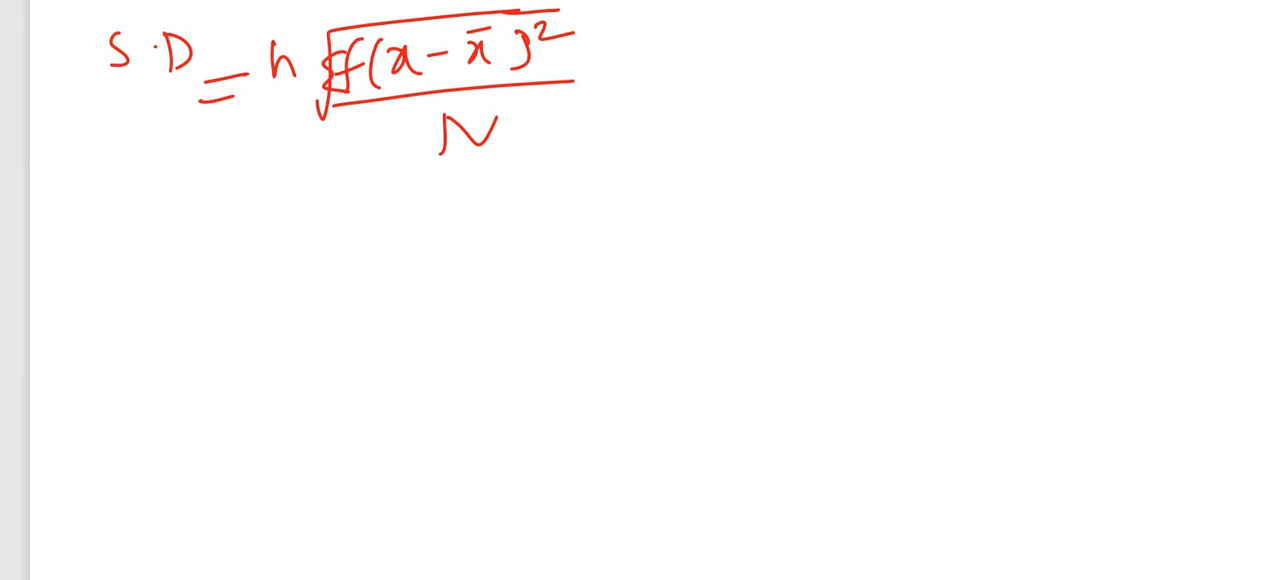 S.D = h √Σf(x - x̄)²
N